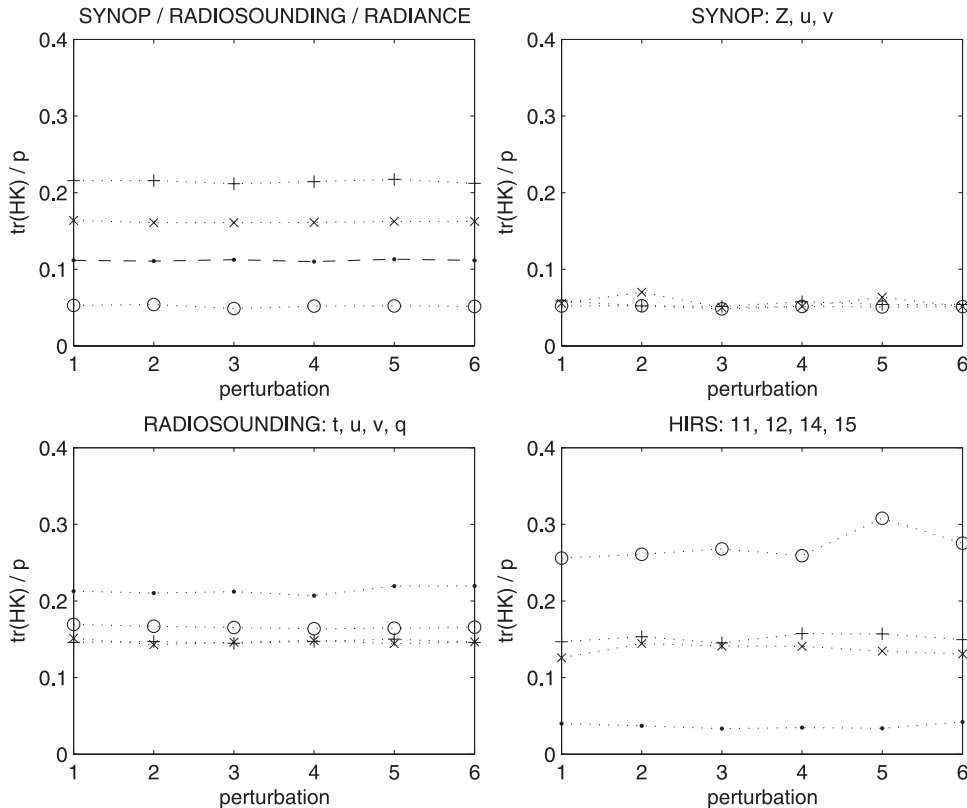 SYNOP / RADIOSOUNDING / RADIANCE
0.4
0.3
0.2
0.1
0
tr(HK) / p
1 2 3 4 5 6
perturbation
SYNOP: Z, u, v
0.4
0.3
0.2
0.1
0
tr(HK) / p
1 2 3 4 5 6
perturbation
RADIOSOUNDING: t, u, v, q
0.4
0.3
0.2
0.1
0
tr(HK) / p
1 2 3 4 5 6
perturbation
HIRS: 11, 12, 14, 15
0.4
0.3
0.2
0.1
0
tr(HK) / p
1 2 3 4 5 6
perturbation